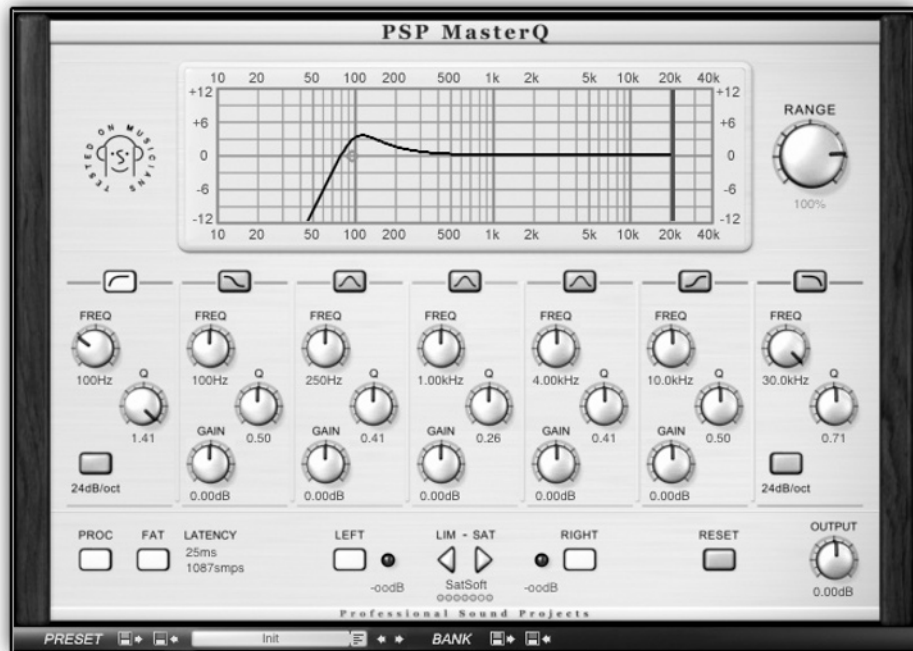 PSP MasterQ
10 20 50 100 200 500 1k 2k 5k 10k 20k 40k
+12 +12
+6 +6
0 0
-6 -6
-12 -12
10 20 50 100 200 500 1k 2k 5k 10k 20k 40k
TESTED ON MUSICIANS
RANGE
100%
FREQ FREQ FREQ FREQ FREQ FREQ FREQ
100Hz 100Hz 250Hz 1.00kHz 4.00kHz 10.0kHz 30.0kHz
Q Q Q Q Q Q Q
1.41 0.50 0.41 0.26 0.41 0.50 0.71
GAIN GAIN GAIN GAIN GAIN
24dB/oct 0.00dB 0.00dB 0.00dB 0.00dB 0.00dB 24dB/oct
PROC FAT LATENCY LEFT LIM - SAT RIGHT RESET OUTPUT
25ms
1087smps
-oodB SatSoft -oodB 0.00dB
Professional Sound Projects
PRESET Init BANK